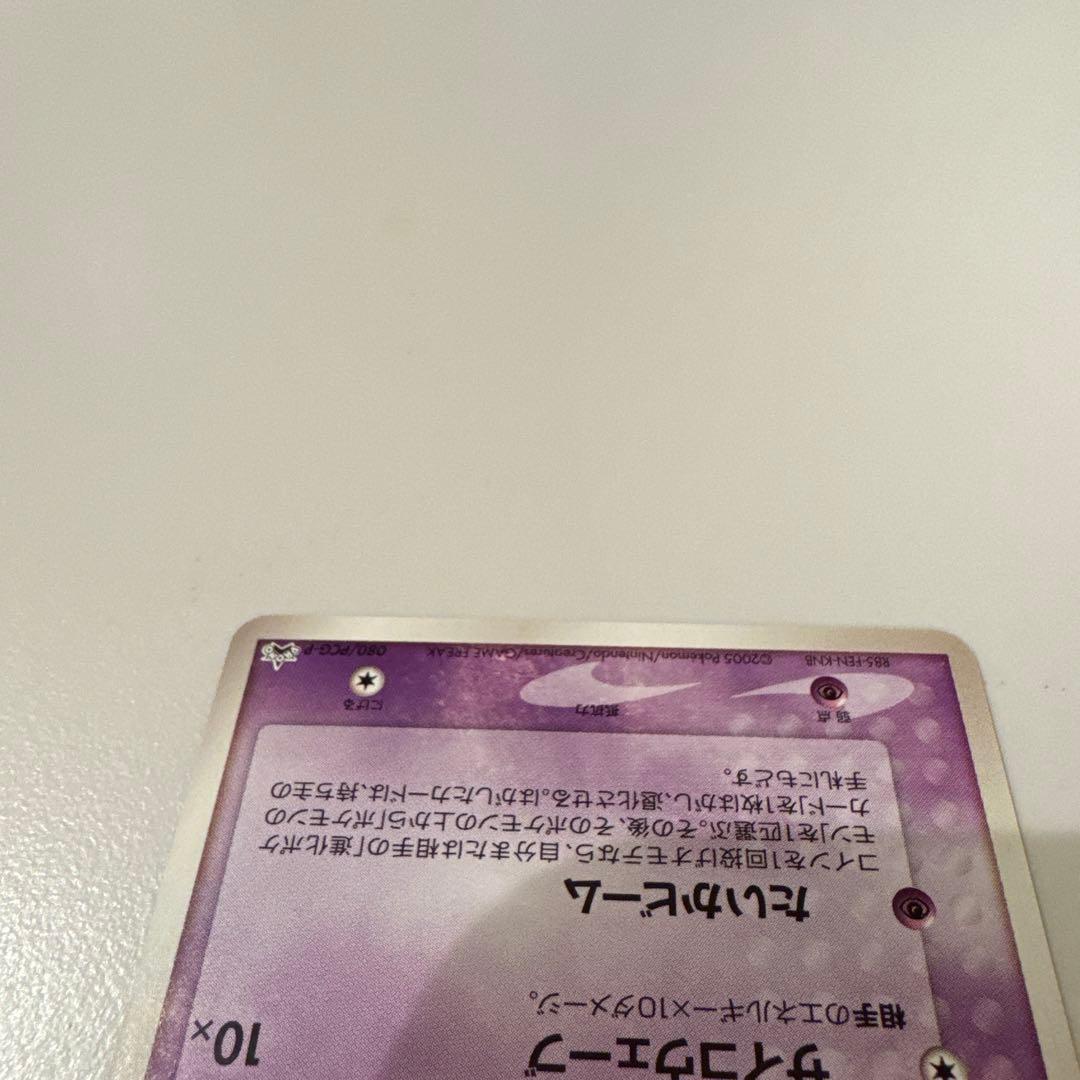 サイコウェーブ 10×
相手のエネルギー×10ダメージ。
たいかビーム
コインを1回投げオモテなら、自分または相手の「進化ポケ
モン」を1匹選ぶ。その後、そのポケモンの上から「ポケモンの
カード」を1枚はがし、退化させる。はがしたカードは、持ち主の
手札にもどす。
弱点 抵抗力 にげる
RBS-FEN-KNB ©2005 Pokémon/Nintendo/Creatures/GAME FREAK 080/PCG-P